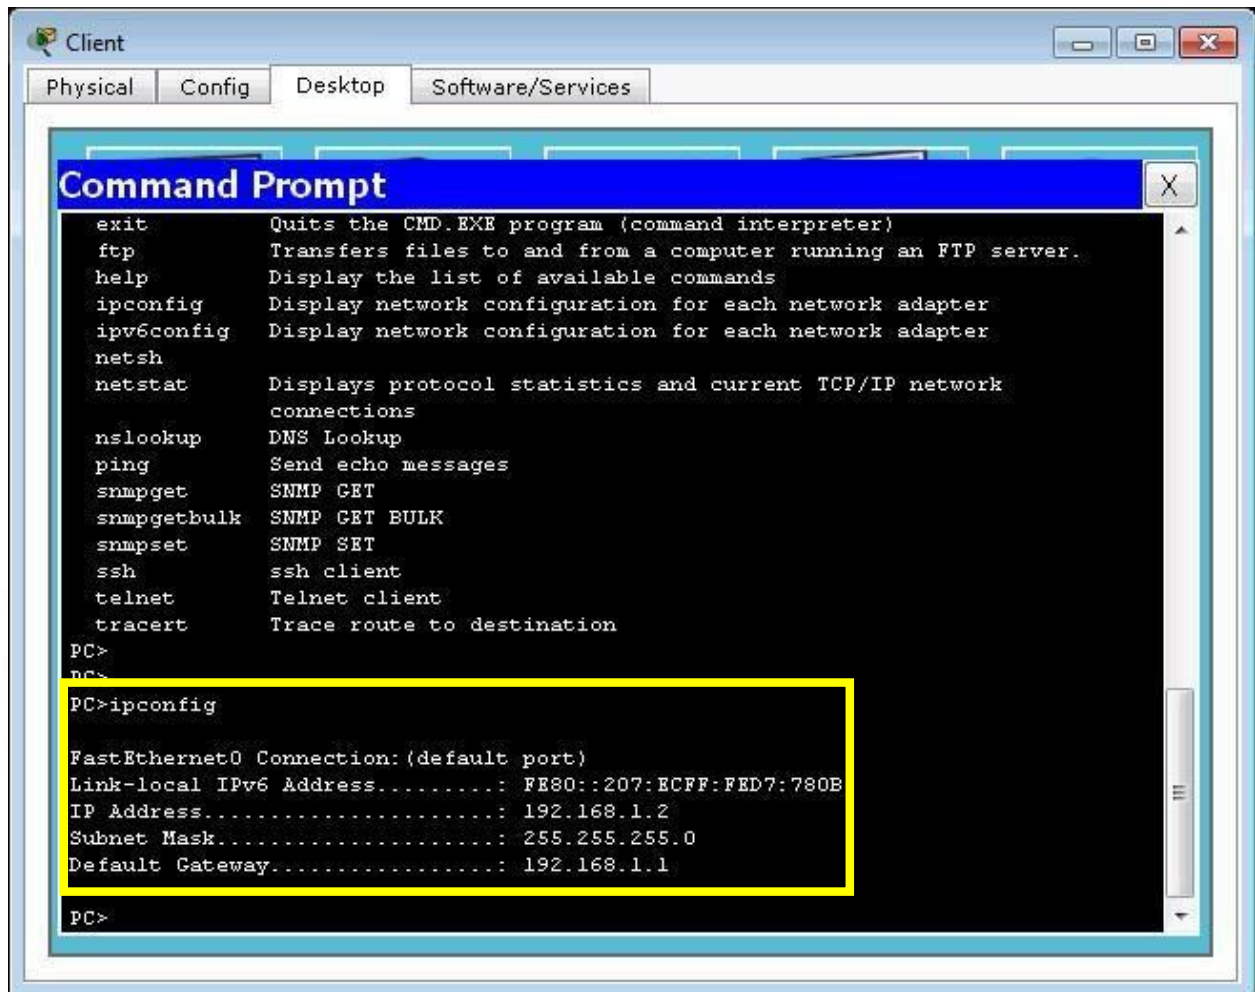 Client
Physical Config Desktop Software/Services
Command Prompt X
exit Quits the CMD.EXE program (command interpreter)
ftp Transfers files to and from a computer running an FTP server.
help Display the list of available commands
ipconfig Display network configuration for each network adapter
ipv6config Display network configuration for each network adapter
netsh
netstat Displays protocol statistics and current TCP/IP network
connections
nslookup DNS Lookup
ping Send echo messages
snmpget SNMP GET
snmpgetbulk SNMP GET BULK
snmpset SNMP SET
ssh ssh client
telnet Telnet client
tracert Trace route to destination
PC>
PC>
PC>ipconfig
FastEthernet0 Connection:(default port)
Link-local IPv6 Address.........: FE80::207:ECFF:FED7:780B
IP Address......................: 192.168.1.2
Subnet Mask.....................: 255.255.255.0
Default Gateway.................: 192.168.1.1
PC>